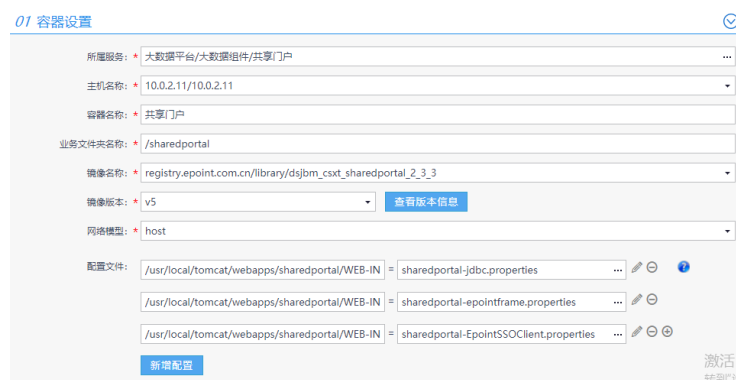 01 容器设置
所属服务: * 大数据平台/大数据组件/共享门户 ...
主机名称: * 10.0.2.11/10.0.2.11
容器名称: * 共享门户
业务文件夹名称: * /sharedportal
镜像名称: * registry.epoint.com.cn/library/dsjbm_csxt_sharedportal_2_3_3
镜像版本: * v5 查看版本信息
网络模型: * host
配置文件: /usr/local/tomcat/webapps/sharedportal/WEB-IN = sharedportal-jdbc.properties ...
/usr/local/tomcat/webapps/sharedportal/WEB-IN = sharedportal-epointframe.properties ...
/usr/local/tomcat/webapps/sharedportal/WEB-IN = sharedportal-EpointSSOClient.properties ...
新增配置
激活